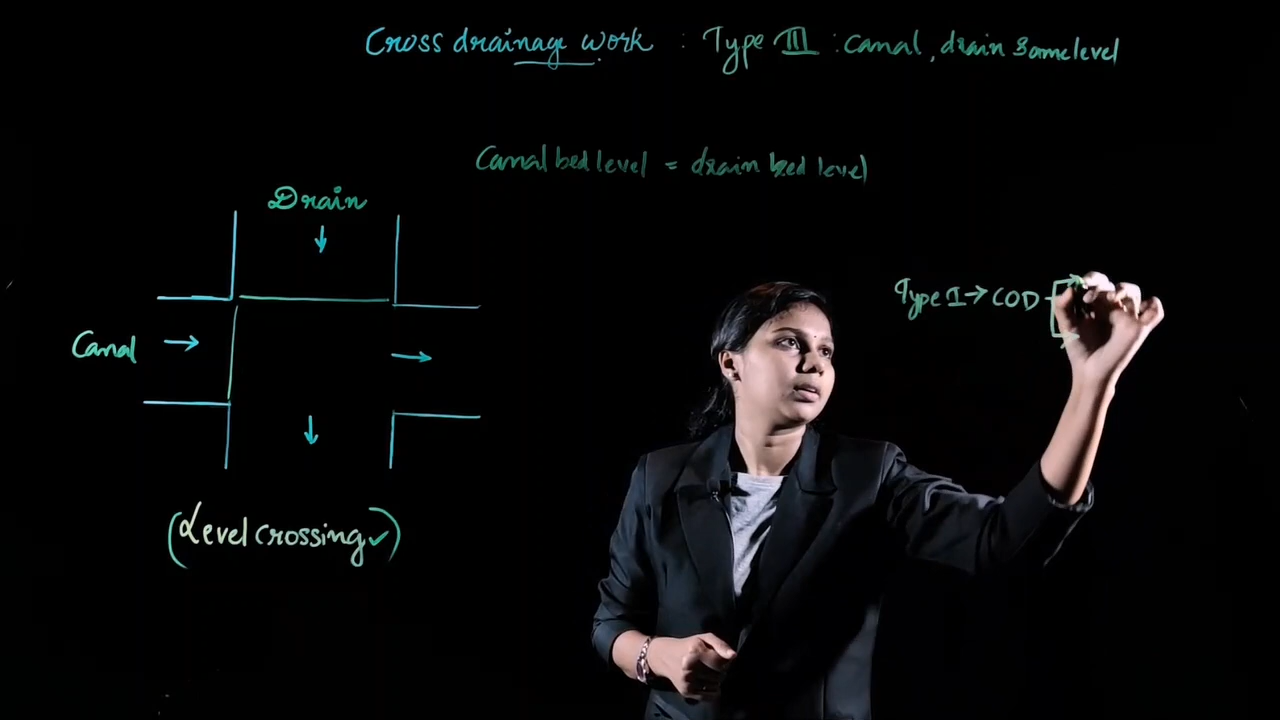 Cross drainage work : Type III : Canal, drain same level
Canal bed level = drain bed level
Drain
Type I → COD
Canal
(Level crossing ✓)